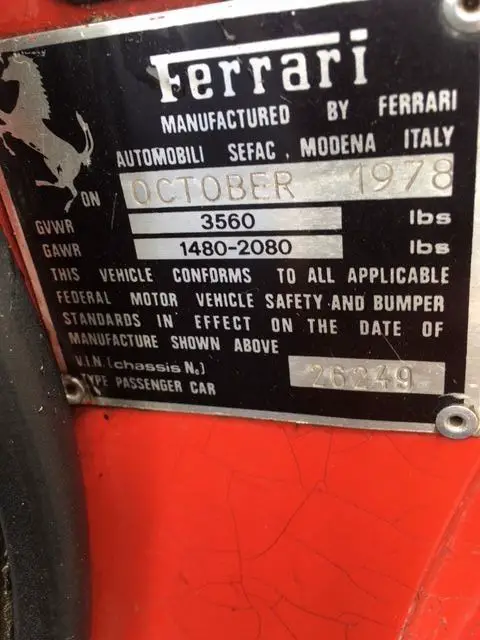 Ferrari
MANUFACTURED BY FERRARI
AUTOMOBILI SEFAC, MODENA ITALY
ON OCTOBER 1978
GVWR 3560 lbs
GAWR 1480-2080 lbs
THIS VEHICLE CONFORMS TO ALL APPLICABLE
FEDERAL MOTOR VEHICLE SAFETY AND BUMPER
STANDARDS IN EFFECT ON THE DATE OF
MANUFACTURE SHOWN ABOVE
V.I.N (chassis No) 26249
TYPE PASSENGER CAR